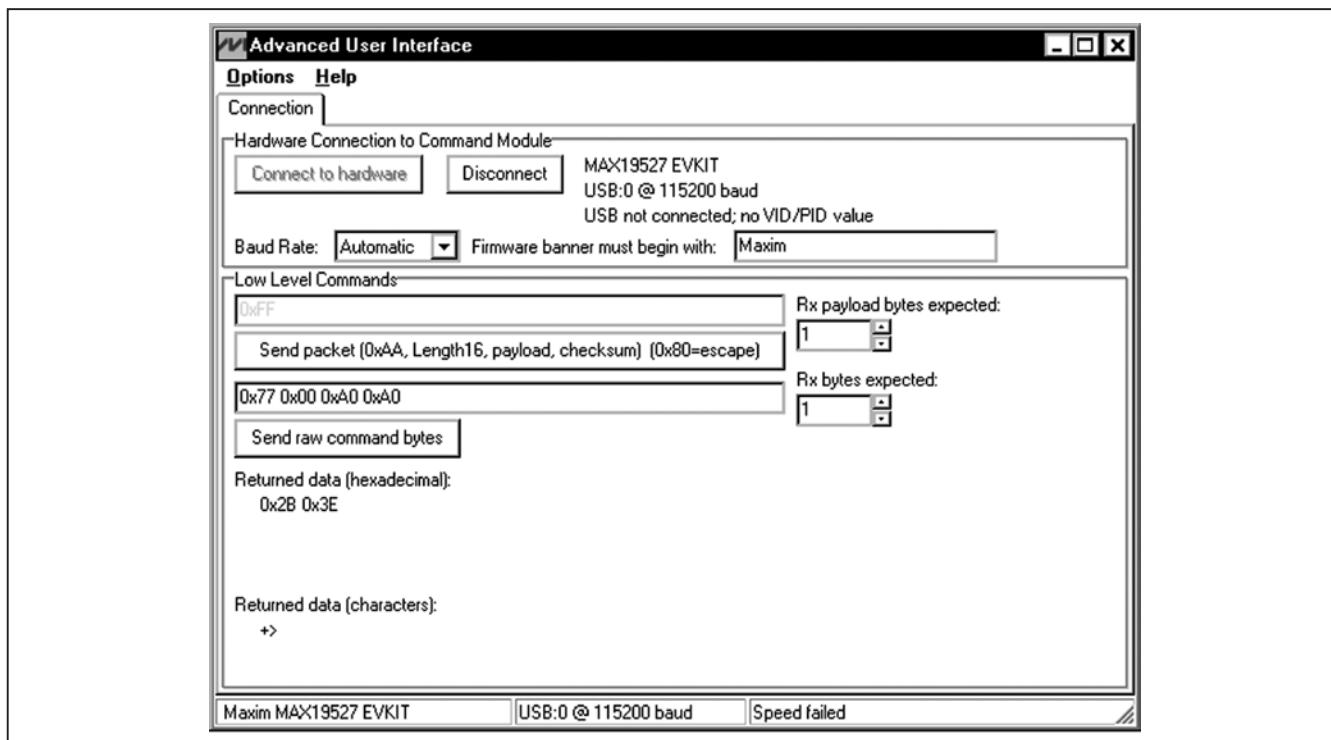 Advanced User Interface
Options Help
Connection
Hardware Connection to Command Module
Connect to hardware Disconnect MAX19527 EVKIT
USB:0 @ 115200 baud
USB not connected; no VID/PID value
Baud Rate: Automatic Firmware banner must begin with: Maxim
Low Level Commands
0xFF Rx payload bytes expected:
1
Send packet (0xAA, Length16, payload, checksum) (0x80=escape)
Rx bytes expected:
0x77 0x00 0xA0 0xA0 1
Send raw command bytes
Returned data (hexadecimal):
0x2B 0x3E
Returned data (characters):
+>
Maxim MAX19527 EVKIT USB:0 @ 115200 baud Speed failed